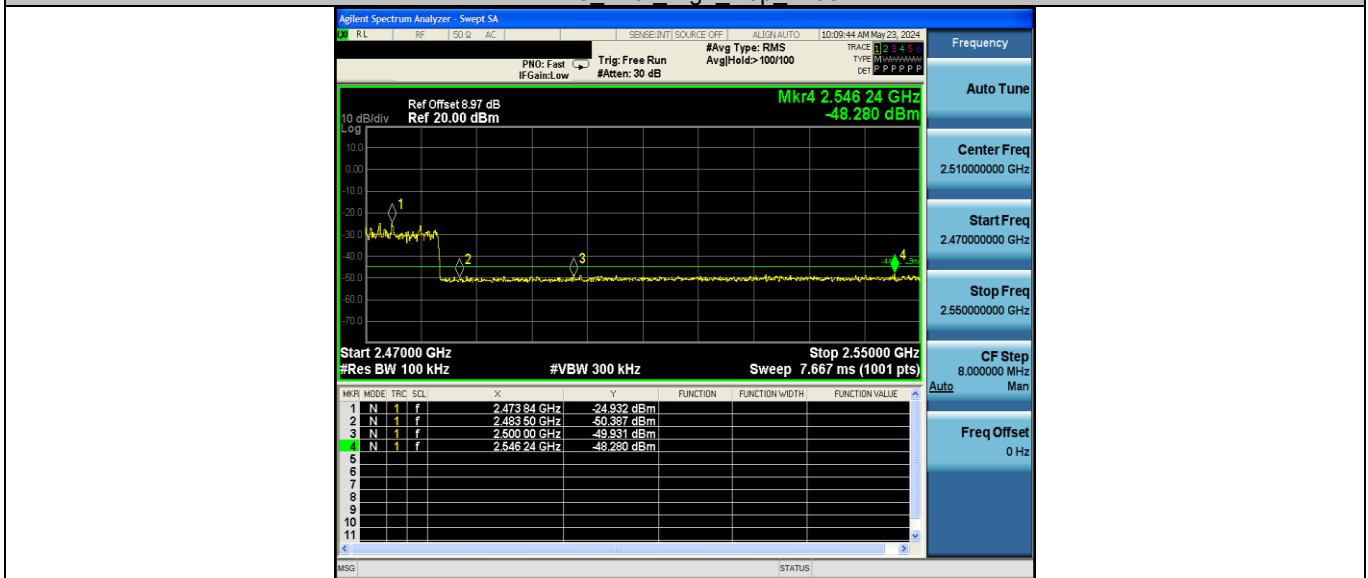 Agilent Spectrum Analyzer - Swept SA
RL RF 50 Ω AC SENSE:INT SOURCE OFF ALIGN AUTO 10:09:44 AM May 23, 2024
PNO: Fast
IFGain:Low
Trig: Free Run
#Atten: 30 dB
#Avg Type: RMS
Avg|Hold:>100/100
TRACE 1 2 3 4 5 6
TYPE M
DET P P P P P P
Mkr4 2.546 24 GHz
-48.280 dBm
Ref Offset 8.97 dB
10 dB/div Ref 20.00 dBm
Log
10.0
0.00
-10.0
-20.0
-30.0
-40.0
-50.0
-60.0
-70.0
1
2
3
4
Start 2.47000 GHz Stop 2.55000 GHz
#Res BW 100 kHz #VBW 300 kHz Sweep 7.667 ms (1001 pts)
MKR MODE TRC SCL X Y FUNCTION FUNCTION WIDTH FUNCTION VALUE
1 N 1 f 2.473 84 GHz -24.932 dBm
2 N 1 f 2.483 50 GHz -50.387 dBm
3 N 1 f 2.500 00 GHz -49.931 dBm
4 N 1 f 2.546 24 GHz -48.280 dBm
5
6
7
8
9
10
11
MSG STATUS
Frequency
Auto Tune
Center Freq
2.510000000 GHz
Start Freq
2.470000000 GHz
Stop Freq
2.550000000 GHz
CF Step
8.000000 MHz
Auto Man
Freq Offset
0 Hz